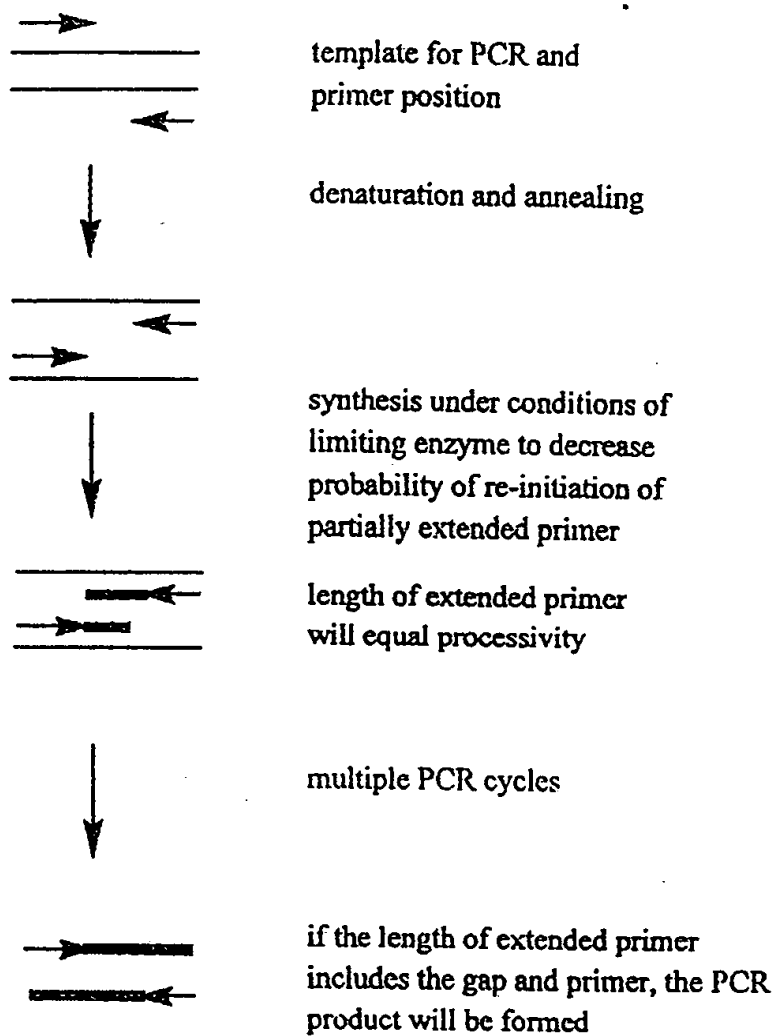 template for PCR and
primer position
denaturation and annealing
synthesis under conditions of
limiting enzyme to decrease
probability of re-initiation of
partially extended primer
length of extended primer
will equal processivity
multiple PCR cycles
if the length of extended primer
includes the gap and primer, the PCR
product will be formed